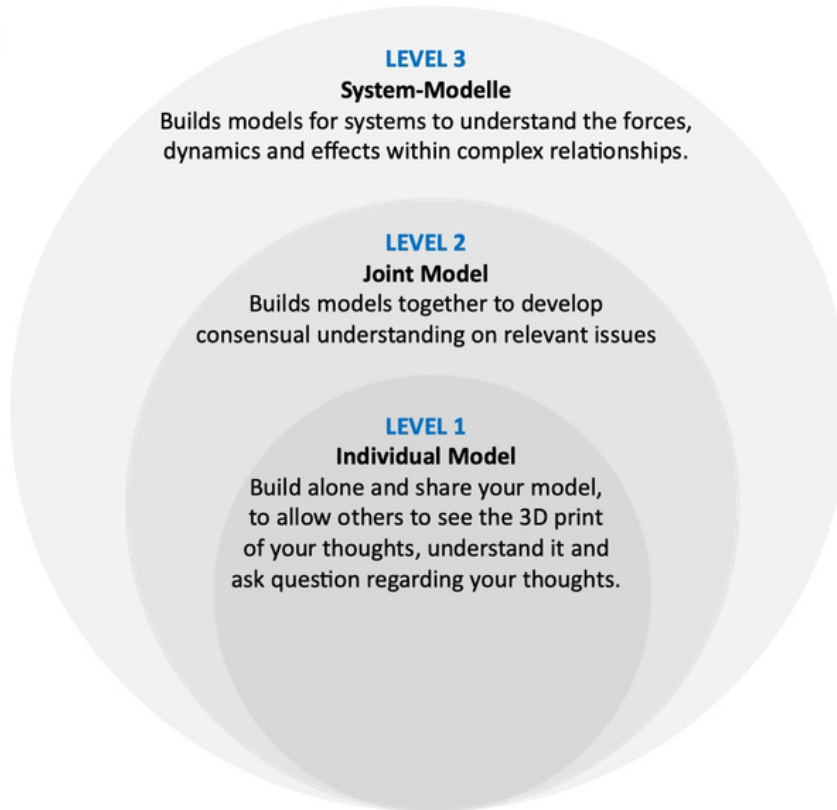 LEVEL 3
System-Modelle
Builds models for systems to understand the forces,
dynamics and effects within complex relationships.
LEVEL 2
Joint Model
Builds models together to develop
consensual understanding on relevant issues
LEVEL 1
Individual Model
Build alone and share your model,
to allow others to see the 3D print
of your thoughts, understand it and
ask question regarding your thoughts.